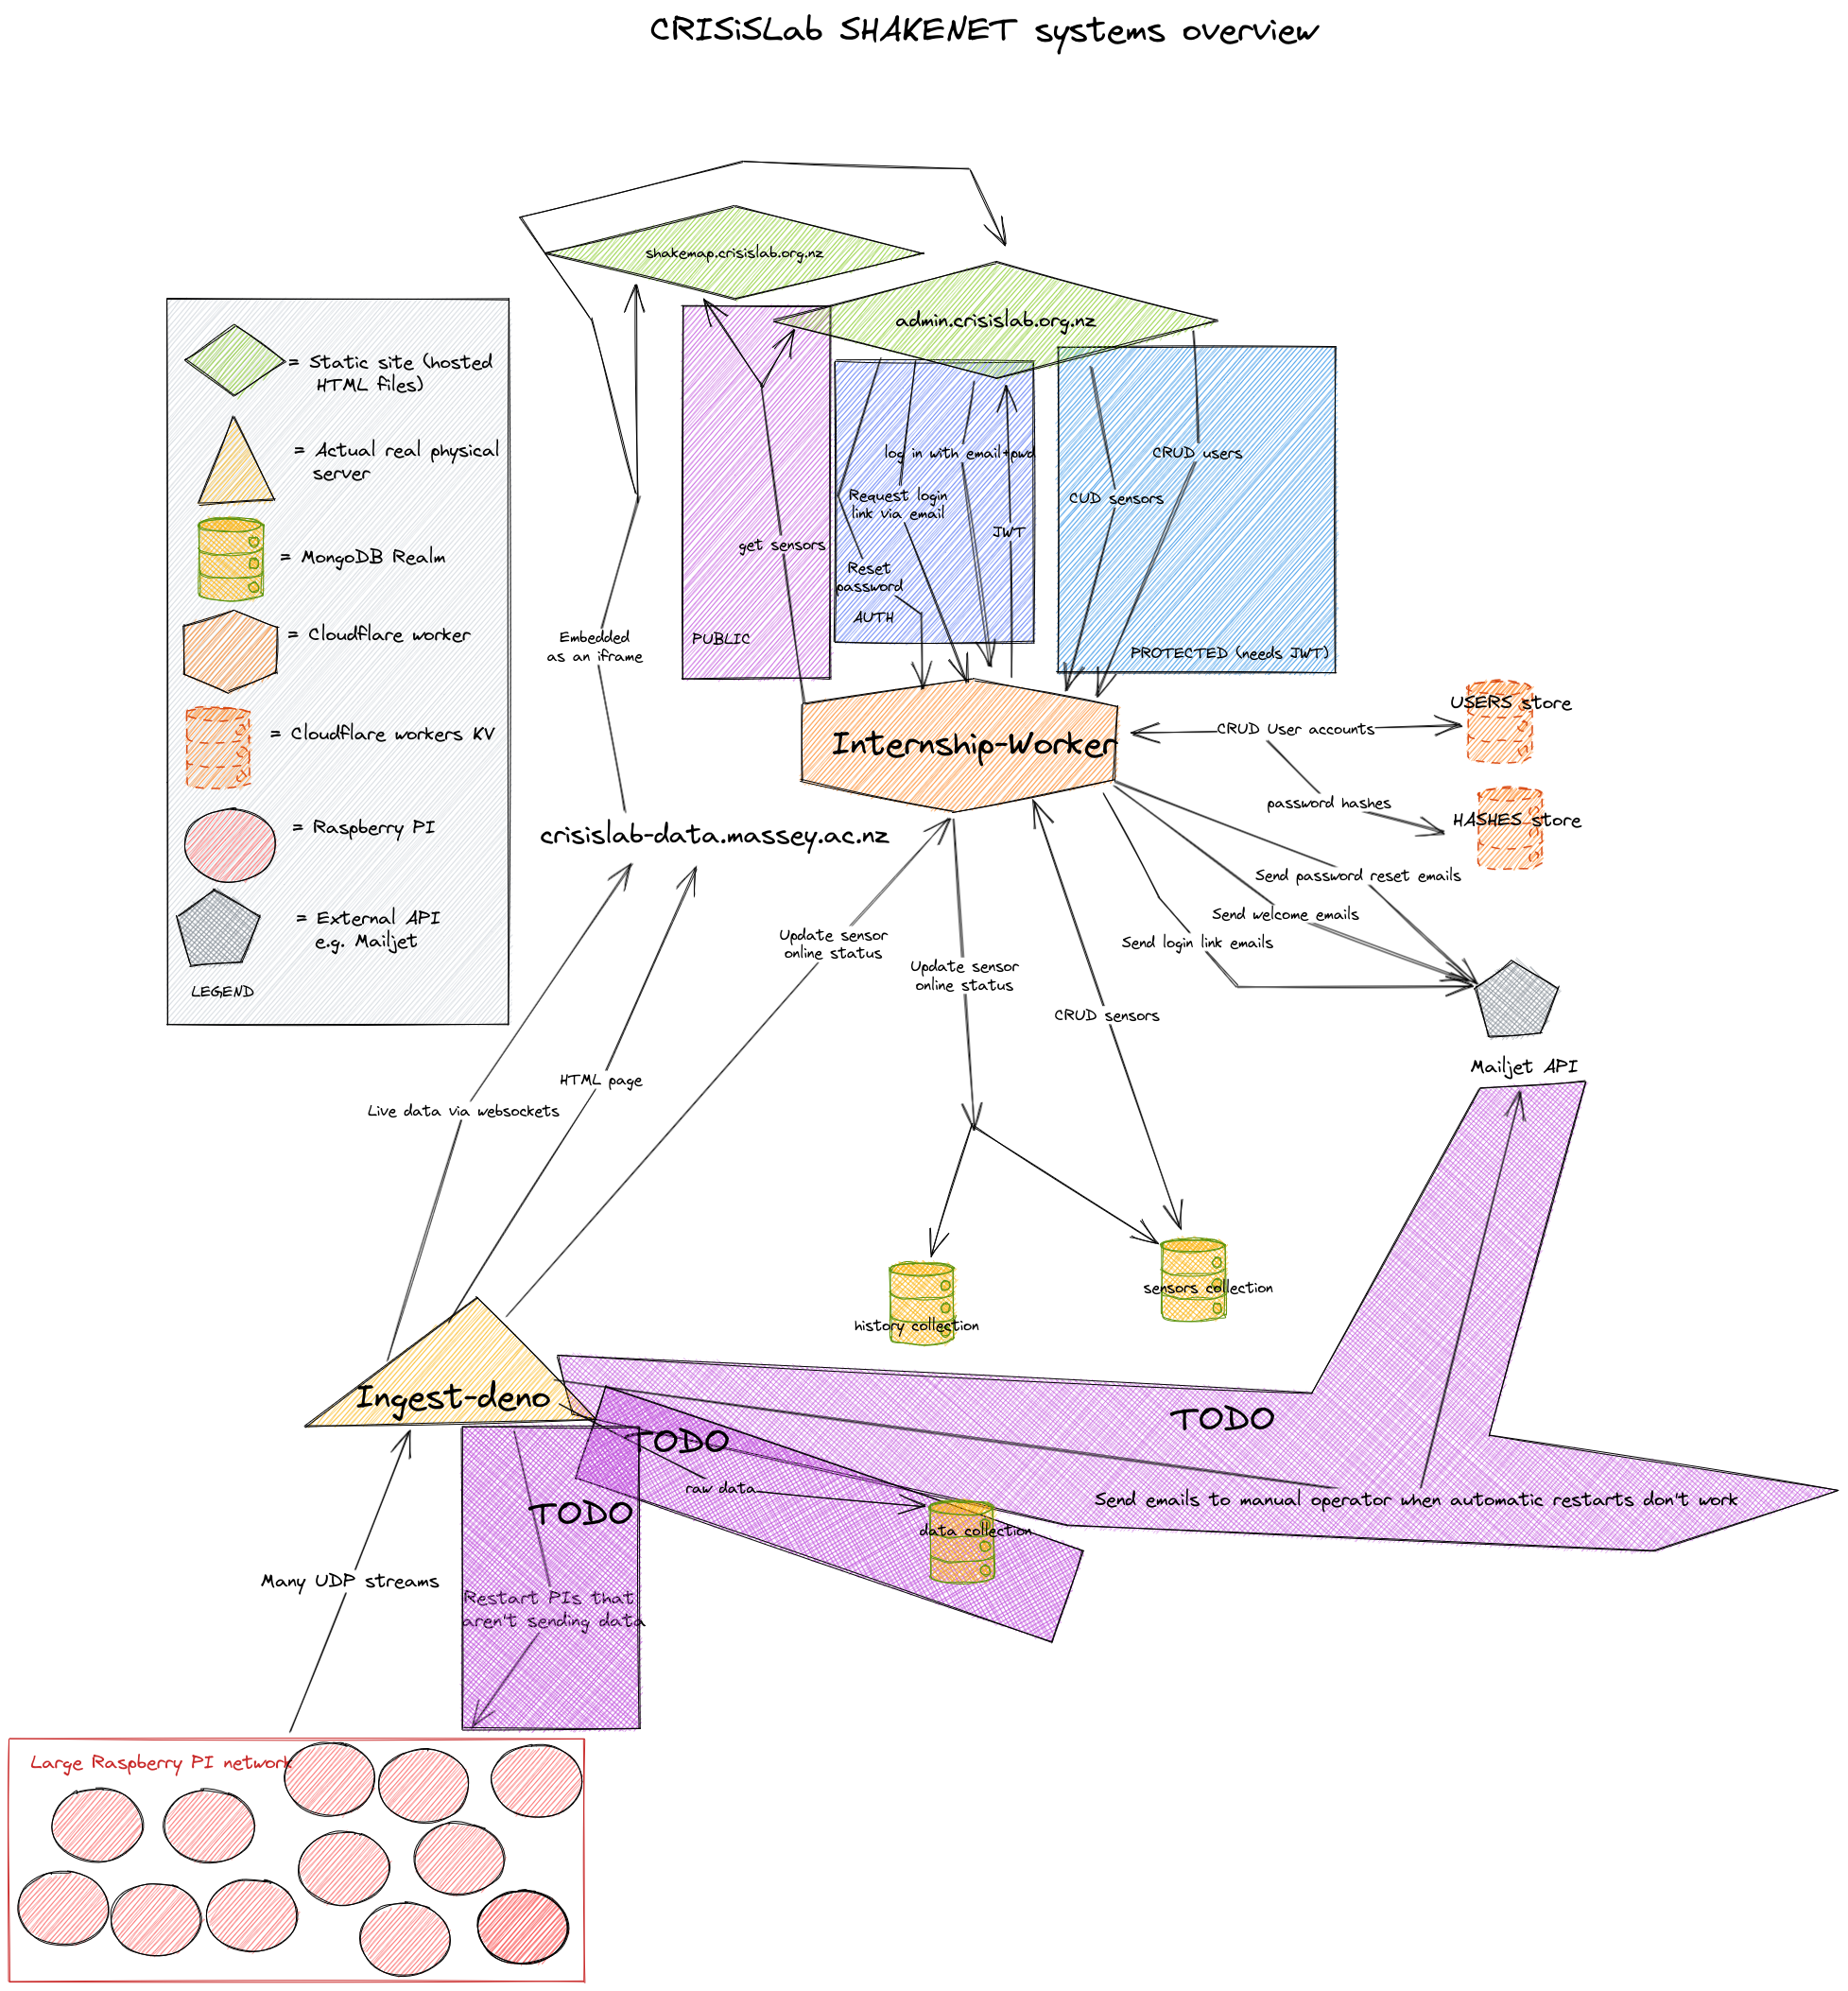 CRISiSLab SHAKENET systems overview
shakemap.crisislab.org.nz
admin.crisislab.org.nz
= Static site (hosted
HTML files)
= Actual real physical
server
= MongoDB Realm
= Cloudflare worker
= Cloudflare workers KV
= Raspberry PI
= External API
e.g. Mailjet
LEGEND
log in with email+pwd
CRUD users
Request login
link via email
CUD sensors
JWT
get sensors
Reset
password
AUTH
PUBLIC
PROTECTED (needs JWT)
Embedded
as an iframe
Internship-Worker
CRUD User accounts
USERS store
password hashes
HASHES store
crisislab-data.massey.ac.nz
Send password reset emails
Send welcome emails
Send login link emails
Update sensor
online status
Update sensor
online status
CRUD sensors
Mailjet API
HTML page
Live data via websockets
sensors collection
history collection
Ingest-deno
TODO
TODO
TODO
raw data
Send emails to manual operator when automatic restarts don't work
data collection
Many UDP streams
Restart PIs that
aren't sending data
Large Raspberry PI network